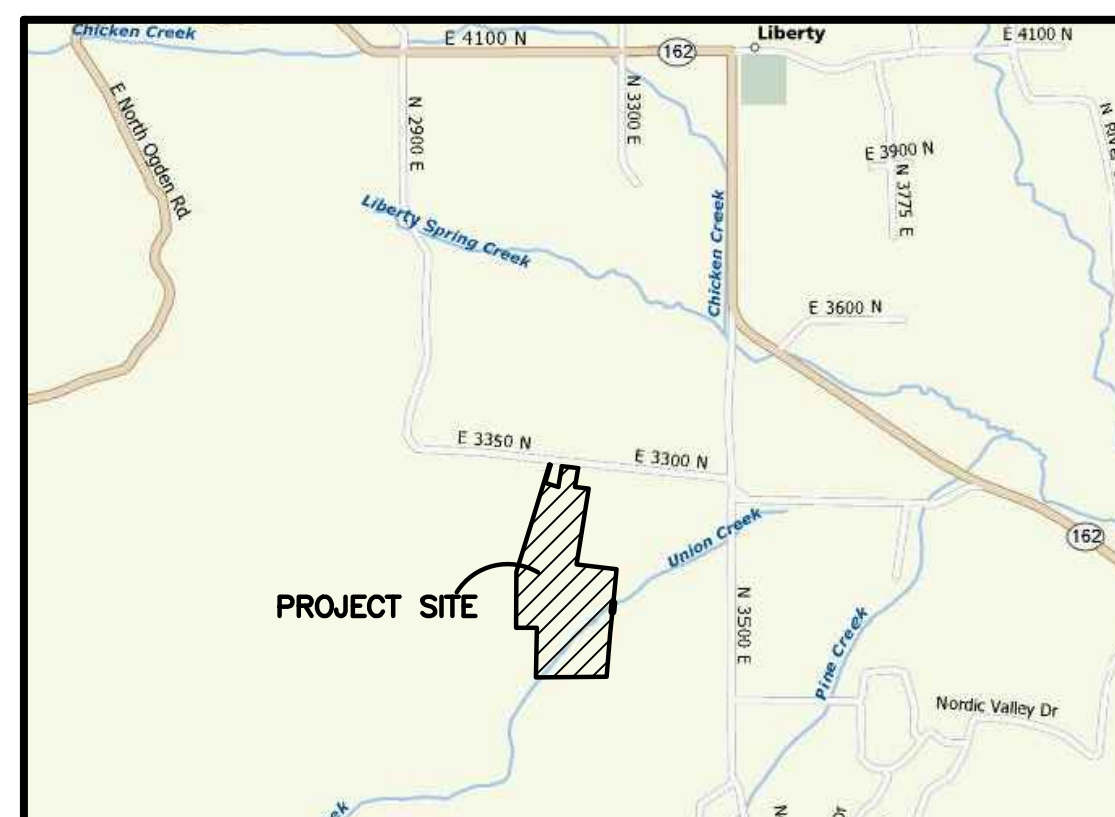 Chicken Creek
E 4100 N
162
Liberty
E 4100 N
E North Ogden Rd
N 2900 E
N 3300 E
E 3900 N
N 3775 E
Liberty Spring Creek
Chicken Creek
E 3600 N
E 3350 N
E 3300 N
Union Creek
162
PROJECT SITE
N 3500 E
Pine Creek
Nordic Valley Dr
N